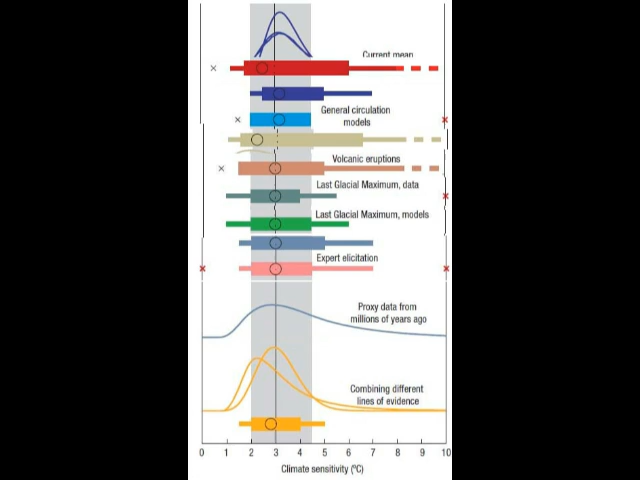 Current mean
General circulation
models
Volcanic eruptions
Last Glacial Maximum, data
Last Glacial Maximum, models
Expert elicitation
Proxy data from
millions of years ago
Combining different
lines of evidence
0 1 2 3 4 5 6 7 8 9 10
Climate sensitivity (ºC)